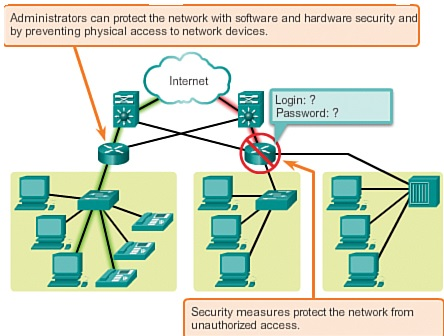 Administrators can protect the network with software and hardware security and
by preventing physical access to network devices.
Internet
Login: ?
Password: ?
Security measures protect the network from
unauthorized access.